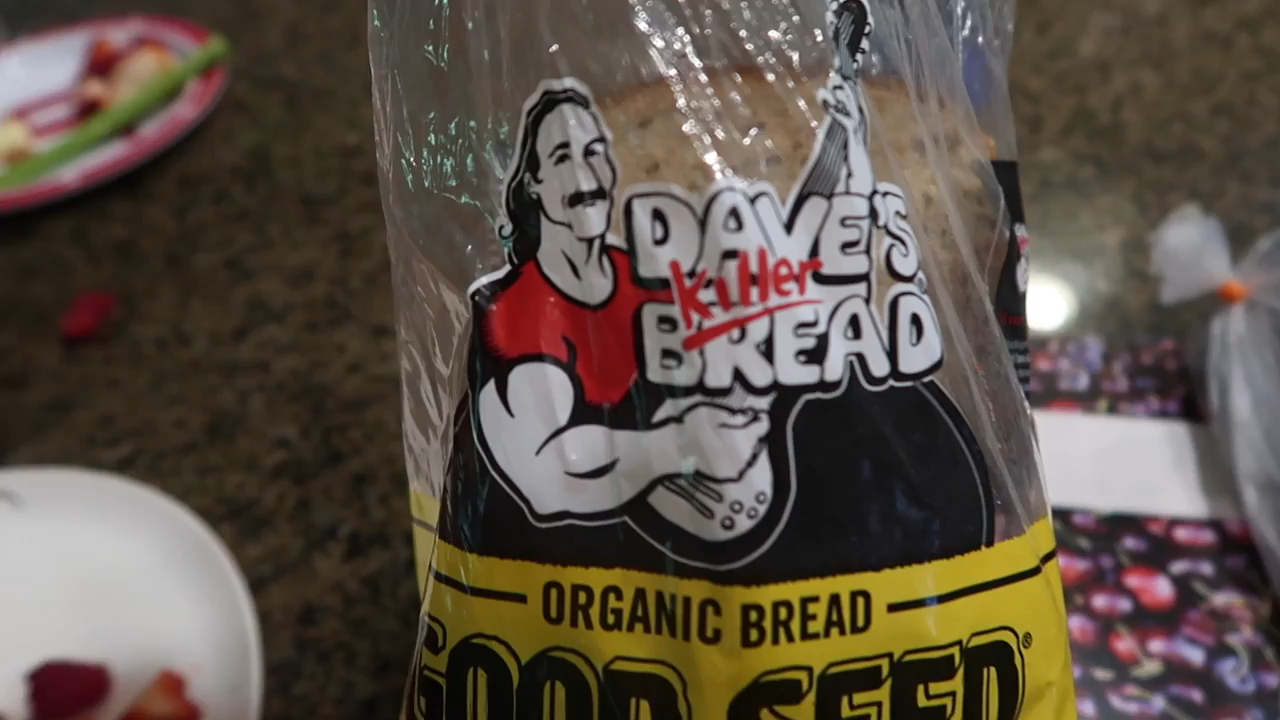 DAVE'S
Killer
BREAD
ORGANIC BREAD
GOOD SEED®